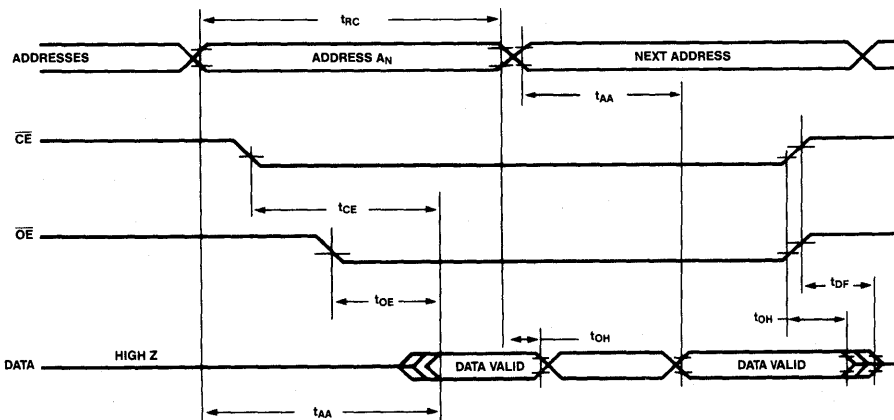 tRC
ADDRESSES
ADDRESS AN
NEXT ADDRESS
tAA
CE
tCE
OE
tOE
tDF
tOH
tOH
DATA
HIGH Z
DATA VALID
DATA VALID
tAA